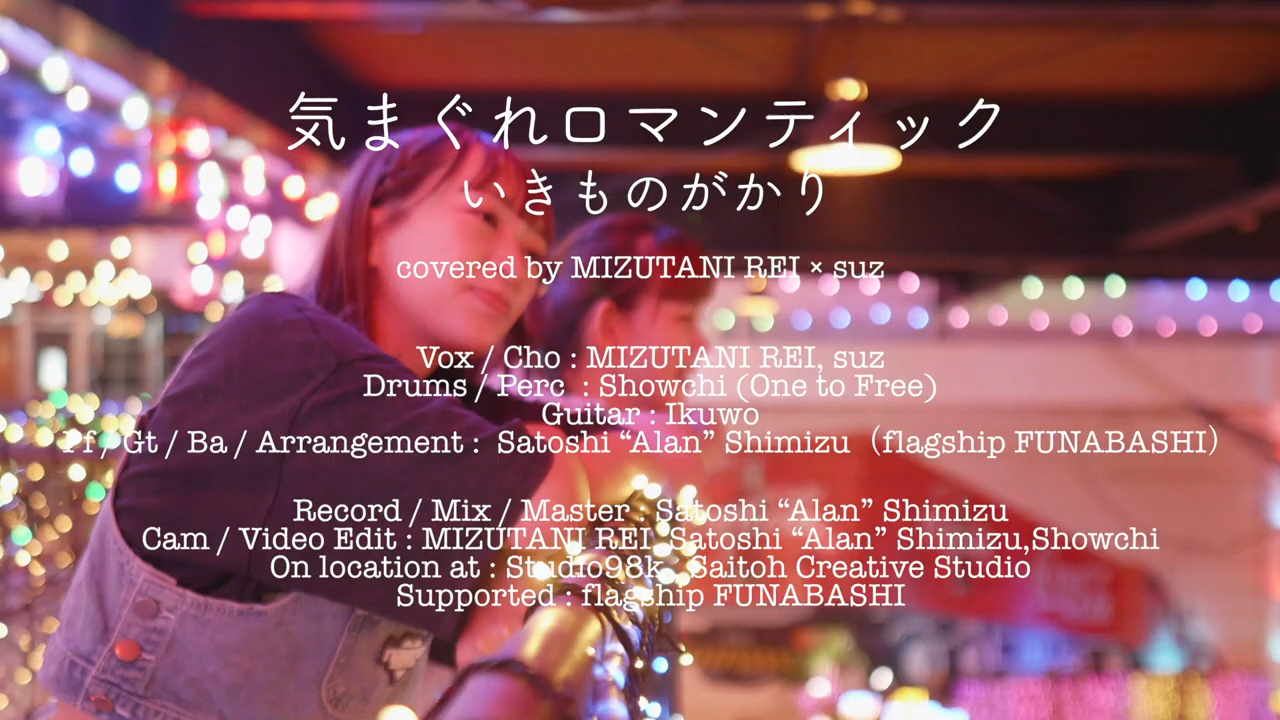 気まぐれロマンティック
いきものがかり
covered by MIZUTANI REI × suz
Vox / Cho : MIZUTANI REI, suz
Drums / Perc : Showchi (One to Free)
Guitar : Ikuwo
Pf / Gt / Ba / Arrangement : Satoshi “Alan” Shimizu（flagship FUNABASHI）
Record / Mix / Master : Satoshi “Alan” Shimizu
Cam / Video Edit : MIZUTANI REI, Satoshi “Alan” Shimizu,Showchi
On location at : Studio98k, Saitoh Creative Studio
Supported : flagship FUNABASHI